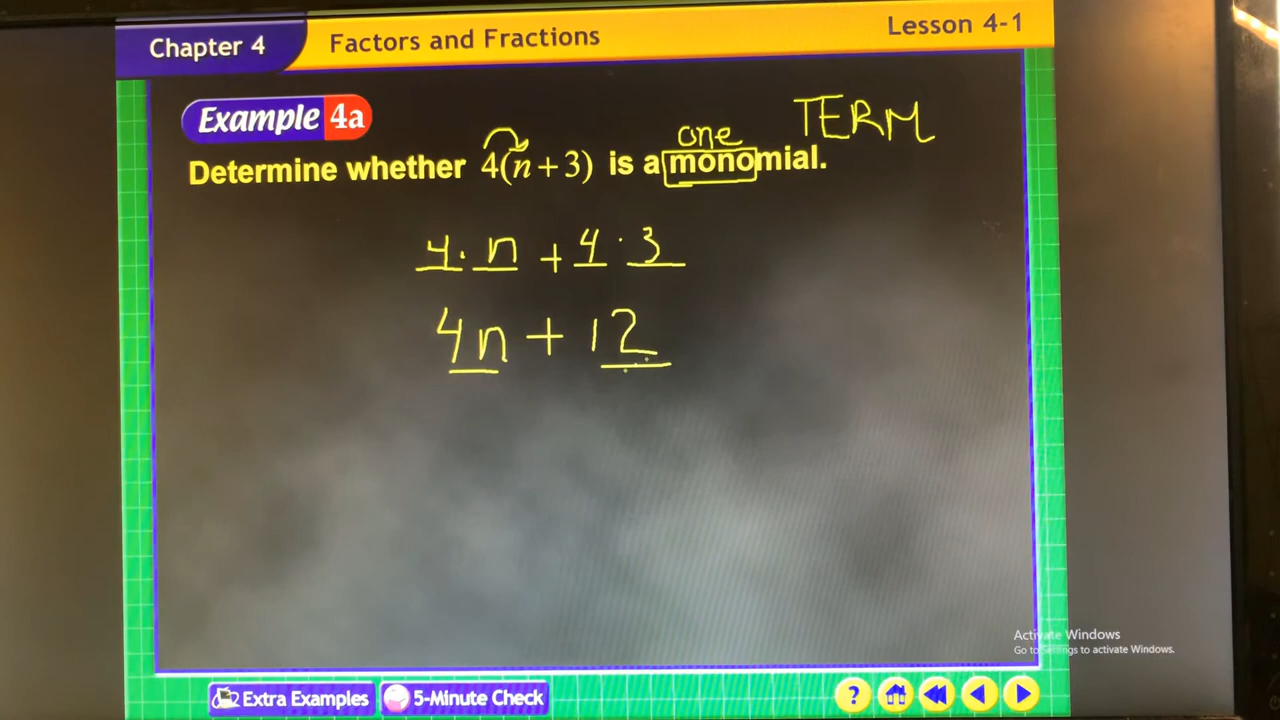 Chapter 4 Factors and Fractions Lesson 4-1
Example 4a
one TERM
Determine whether 4(n + 3) is a monomial.
4 · n + 4 · 3
4n + 12
Activate Windows
Go to Settings to activate Windows.
Extra Examples 5-Minute Check ?